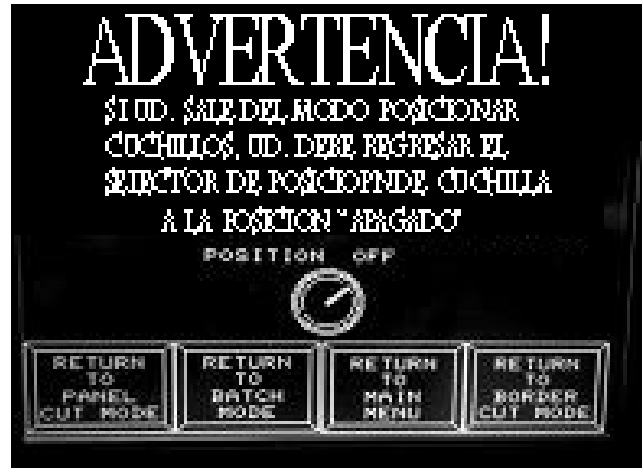 ADVERTENCIA!
SI UD. SALE DEL MODO POSICIONAR
CUCHILLOS, UD. DEBE REGRESAR EL
SELECTOR DE POSICIOPNDE CUCHILLA
A LA POSICION "APAGADO"
POSITION OFF
RETURN TO PANEL CUT MODE
RETURN TO BATCH MODE
RETURN TO MAIN MENU
RETURN TO BORDER CUT MODE